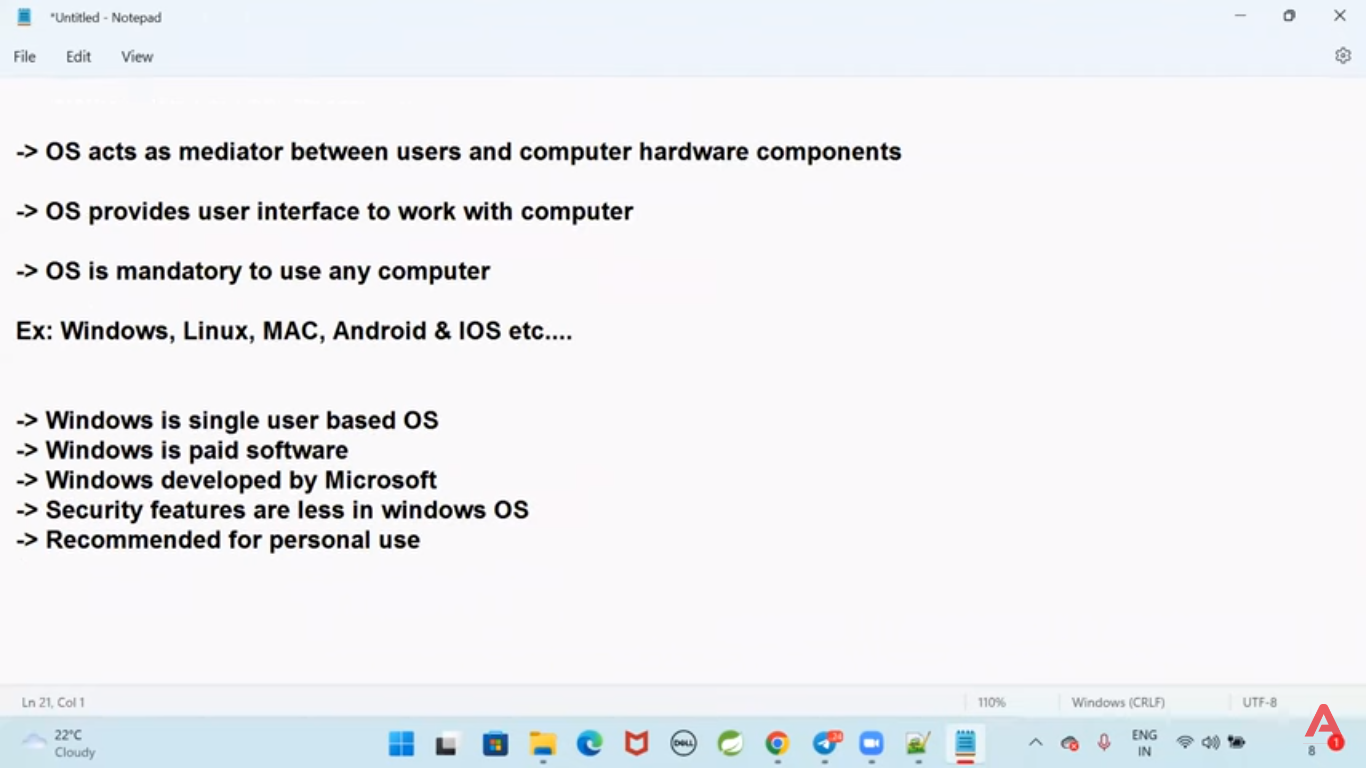 *Untitled - Notepad
File Edit View
-> OS acts as mediator between users and computer hardware components
-> OS provides user interface to work with computer
-> OS is mandatory to use any computer
Ex: Windows, Linux, MAC, Android & IOS etc....
-> Windows is single user based OS
-> Windows is paid software
-> Windows developed by Microsoft
-> Security features are less in windows OS
-> Recommended for personal use
Ln 21, Col 1 110% Windows (CRLF) UTF-8
22°C
Cloudy
DELL
24
ENG
IN
8
1